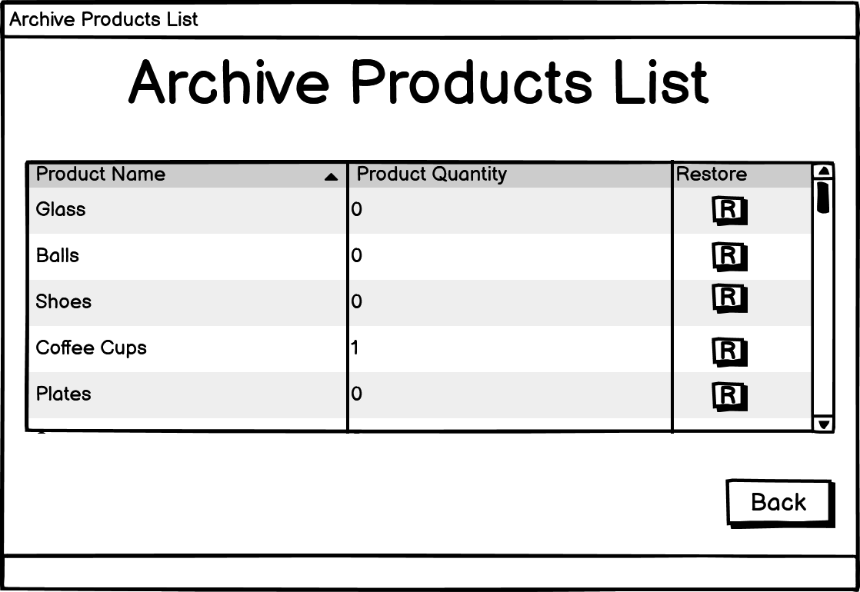 Archive Products List
Archive Products List
Product Name Product Quantity Restore
Glass 0 R
Balls 0 R
Shoes 0 R
Coffee Cups 1 R
Plates 0 R
Back